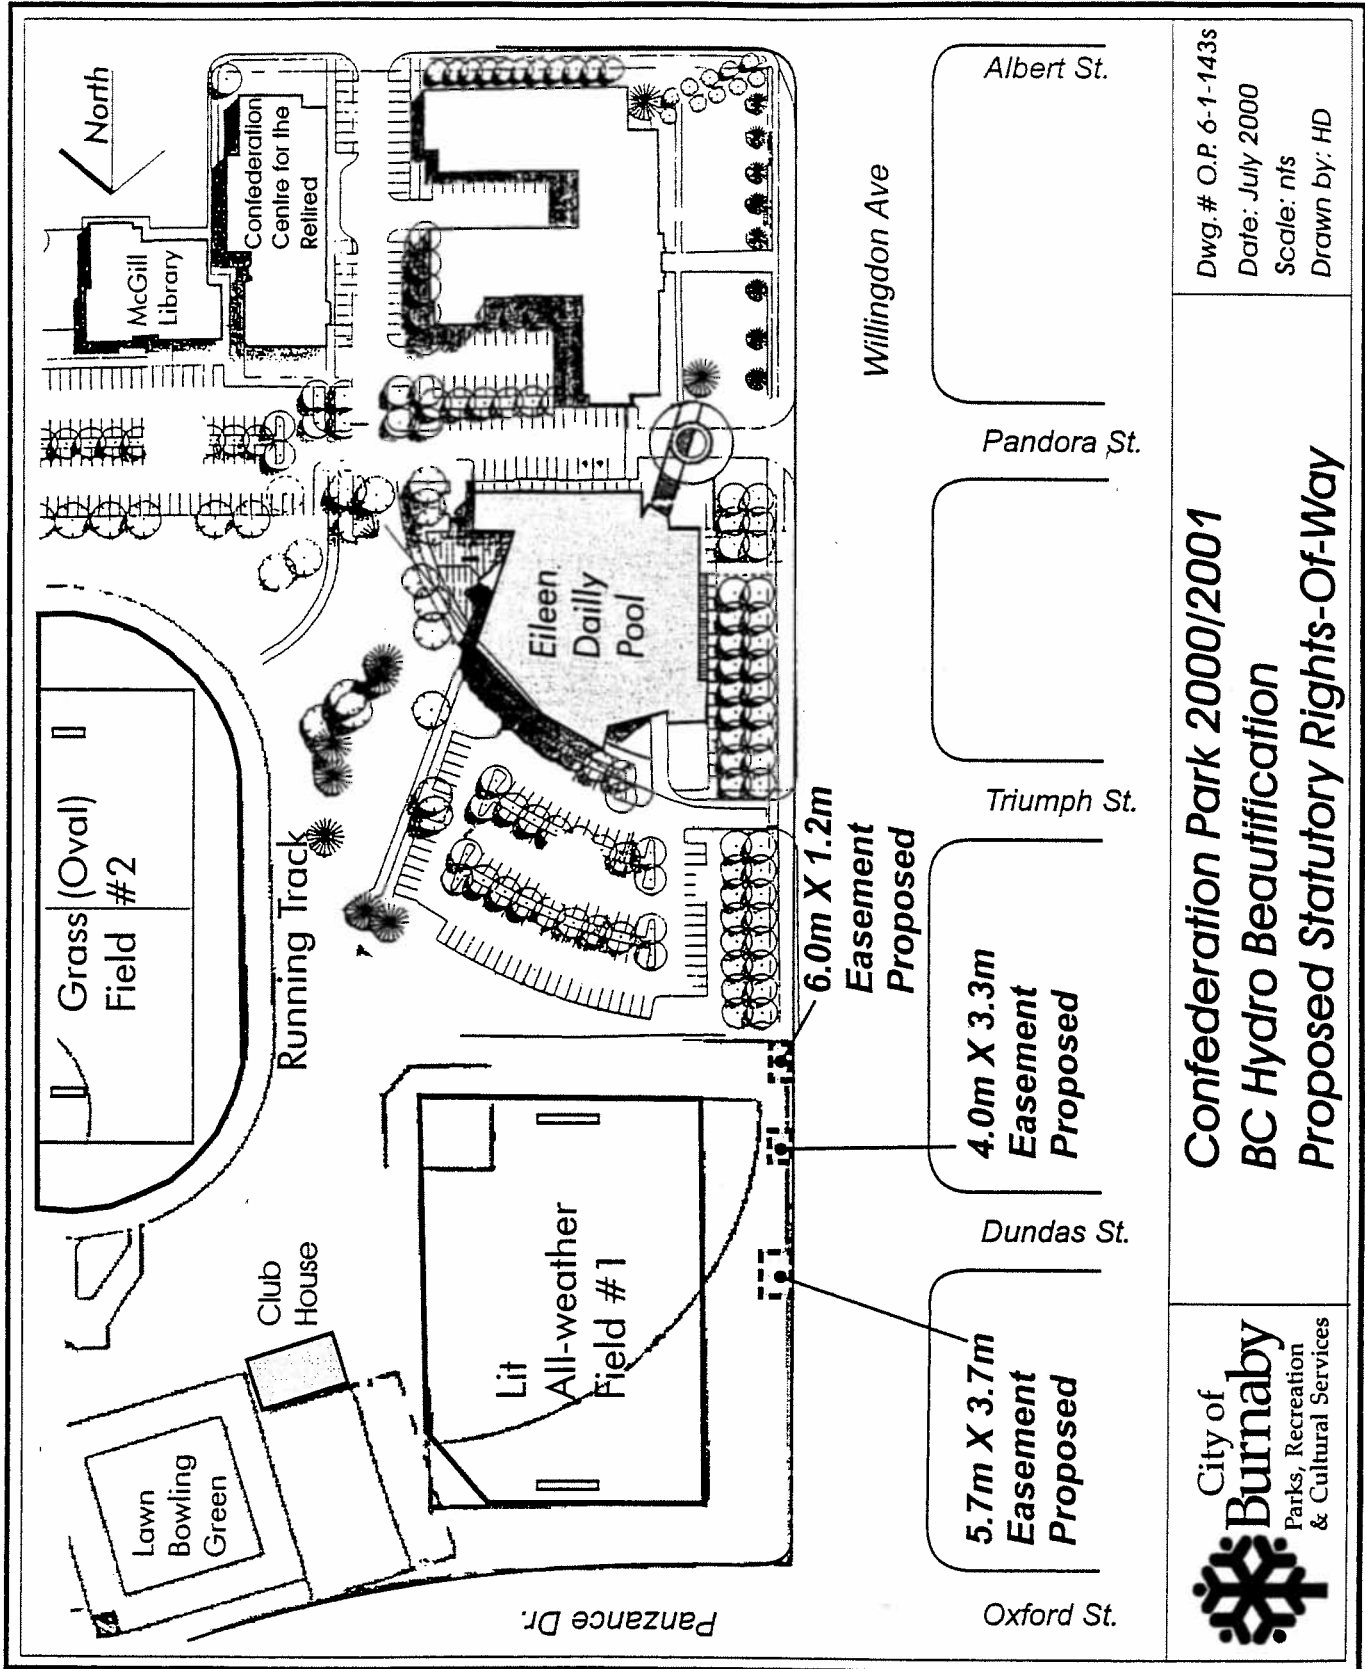 North
McGill
Library
Confederation
Centre for the
Retired
Grass (Oval)
Field #2
Running Track
Eileen
Dailly
Pool
Club
House
Lawn
Bowling
Green
Lit
All-weather
Field #1
Panzance Dr.
Willingdon Ave
Albert St.
Pandora St.
Triumph St.
Dundas St.
Oxford St.
6.0m X 1.2m
Easement
Proposed
4.0m X 3.3m
Easement
Proposed
5.7m X 3.7m
Easement
Proposed
City of
Burnaby
Parks, Recreation
& Cultural Services
Confederation Park 2000/2001
BC Hydro Beautification
Proposed Statutory Rights-Of-Way
Dwg.# O.P. 6-1-143s
Date: July 2000
Scale: nts
Drawn by: HD